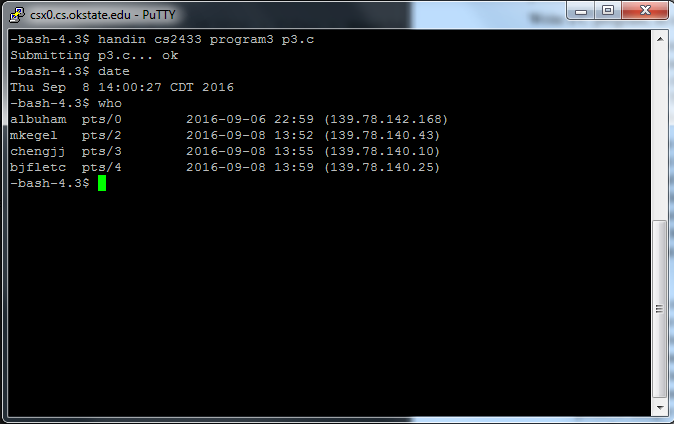 csx0.cs.okstate.edu - PuTTY
-bash-4.3$ handin cs2433 program3 p3.c
Submitting p3.c... ok
-bash-4.3$ date
Thu Sep  8 14:00:27 CDT 2016
-bash-4.3$ who
albuham  pts/0        2016-09-06 22:59 (139.78.142.168)
mkegel   pts/2        2016-09-08 13:52 (139.78.140.43)
chengjj  pts/3        2016-09-08 13:55 (139.78.140.10)
bjfletc  pts/4        2016-09-08 13:59 (139.78.140.25)
-bash-4.3$